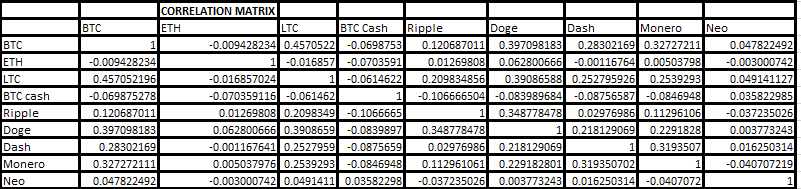 CORRELATION MATRIX
BTC ETH LTC BTC Cash Ripple Doge Dash Monero Neo
BTC 1 -0.009428234 0.4570522 -0.0698753 0.120687011 0.397098183 0.28302169 0.32727211 0.047822492
ETH -0.009428234 1 -0.016857 -0.0703591 0.01269808 0.062800666 -0.00116764 0.00503798 -0.003000742
LTC 0.457052196 -0.016857024 1 -0.0614622 0.209834856 0.39086588 0.252795926 0.2539293 0.049141127
BTC cash -0.069875278 -0.070359116 -0.061462 1 -0.106666504 -0.083989684 -0.08756587 -0.0846948 0.035822985
Ripple 0.120687011 0.01269808 0.2098349 -0.1066665 1 0.348778478 0.02976986 0.11296106 -0.037235026
Doge 0.397098183 0.062800666 0.3908659 -0.0839897 0.348778478 1 0.218129069 0.2291828 0.003773243
Dash 0.28302169 -0.001167641 0.2527959 -0.0875659 0.02976986 0.218129069 1 0.3193507 0.016250314
Monero 0.327272111 0.005037976 0.2539293 -0.0846948 0.112961061 0.229182801 0.319350702 1 -0.040707219
Neo 0.047822492 -0.003000742 0.0491411 0.03582298 -0.037235026 0.003773243 0.016250314 -0.0407072 1